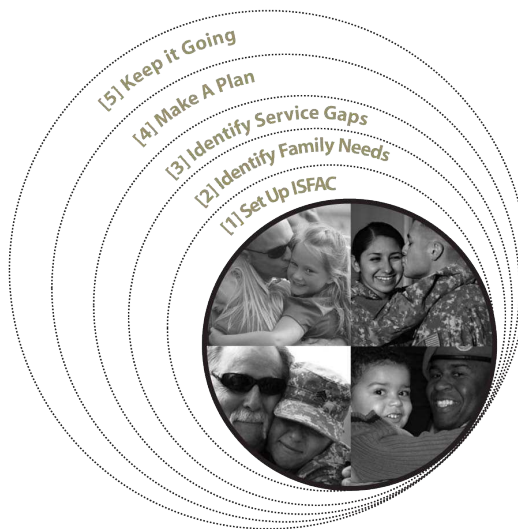 [5] Keep it Going
[4] Make A Plan
[3] Identify Service Gaps
[2] Identify Family Needs
[1] Set Up ISFAC